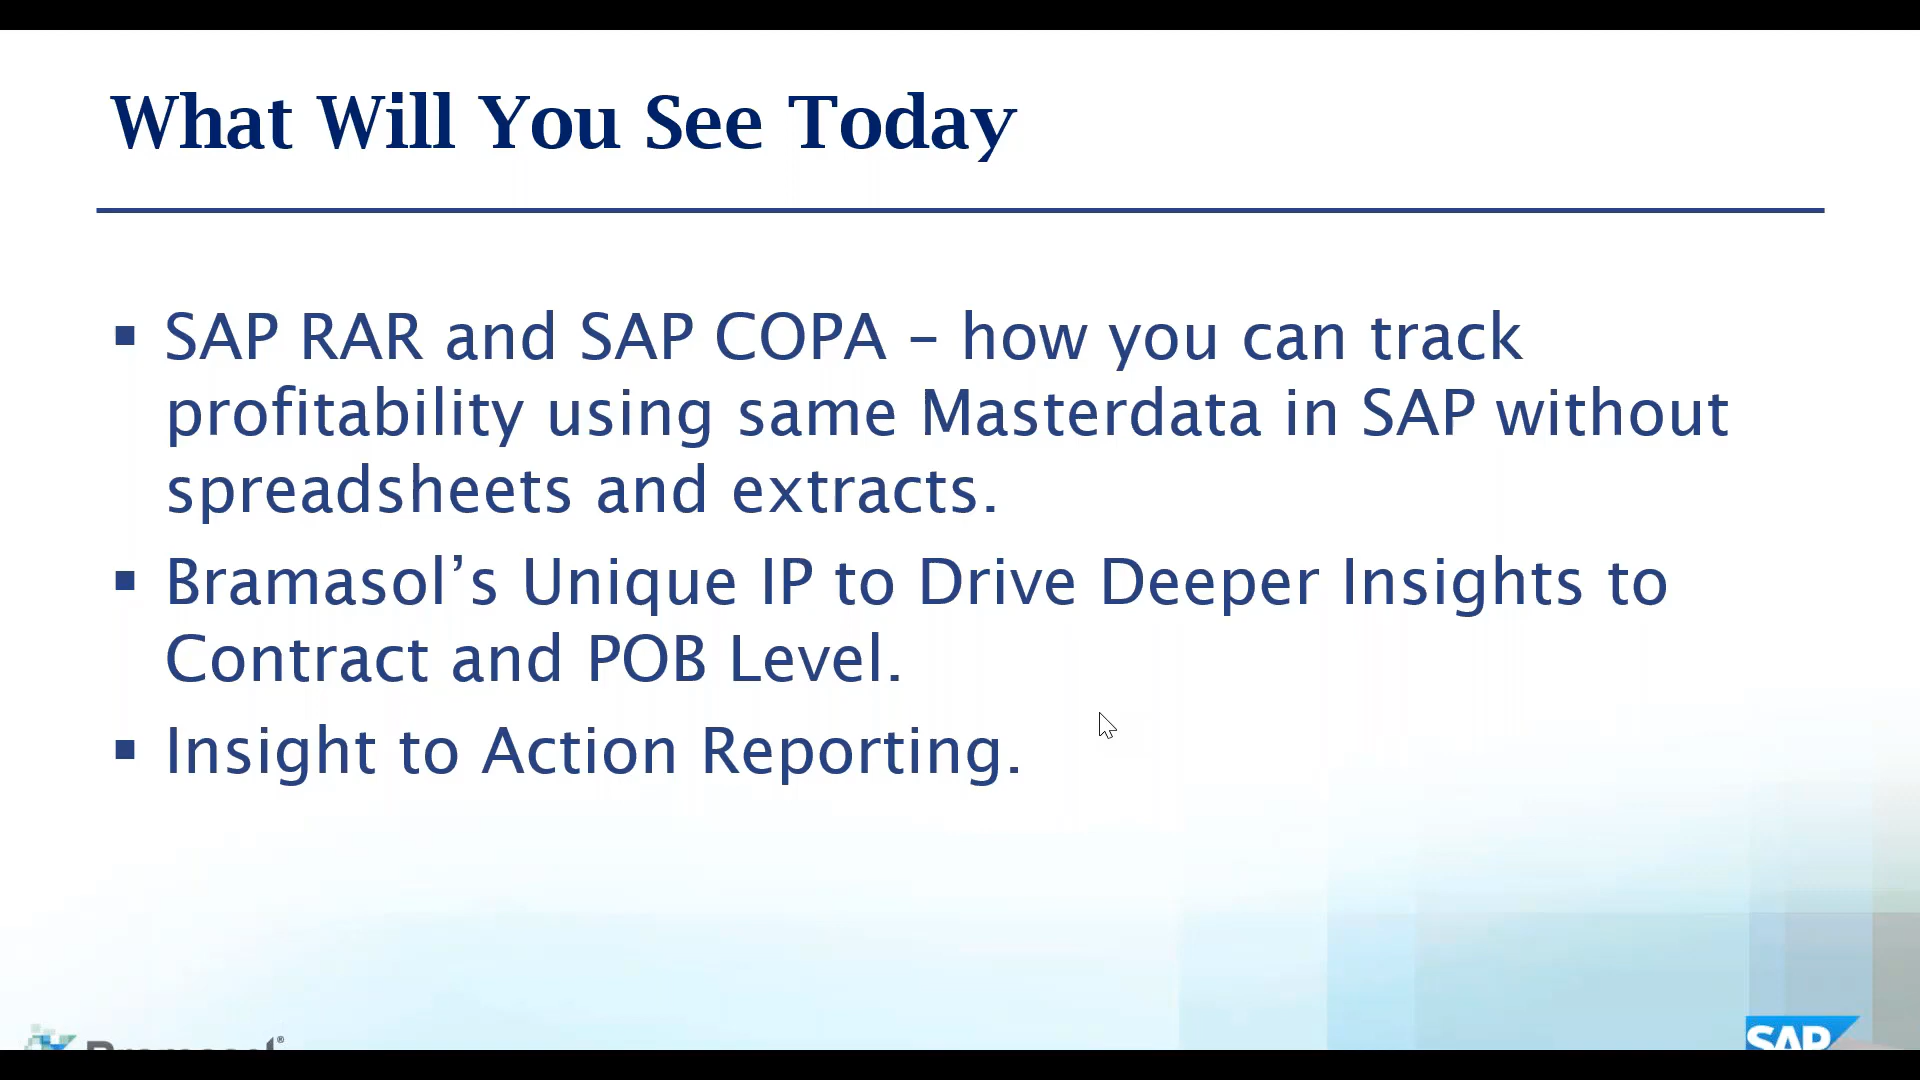 What Will You See Today
▪ SAP RAR and SAP COPA – how you can track
profitability using same Masterdata in SAP without
spreadsheets and extracts.
▪ Bramasol’s Unique IP to Drive Deeper Insights to
Contract and POB Level.
▪ Insight to Action Reporting.
Bramasol®
SAP